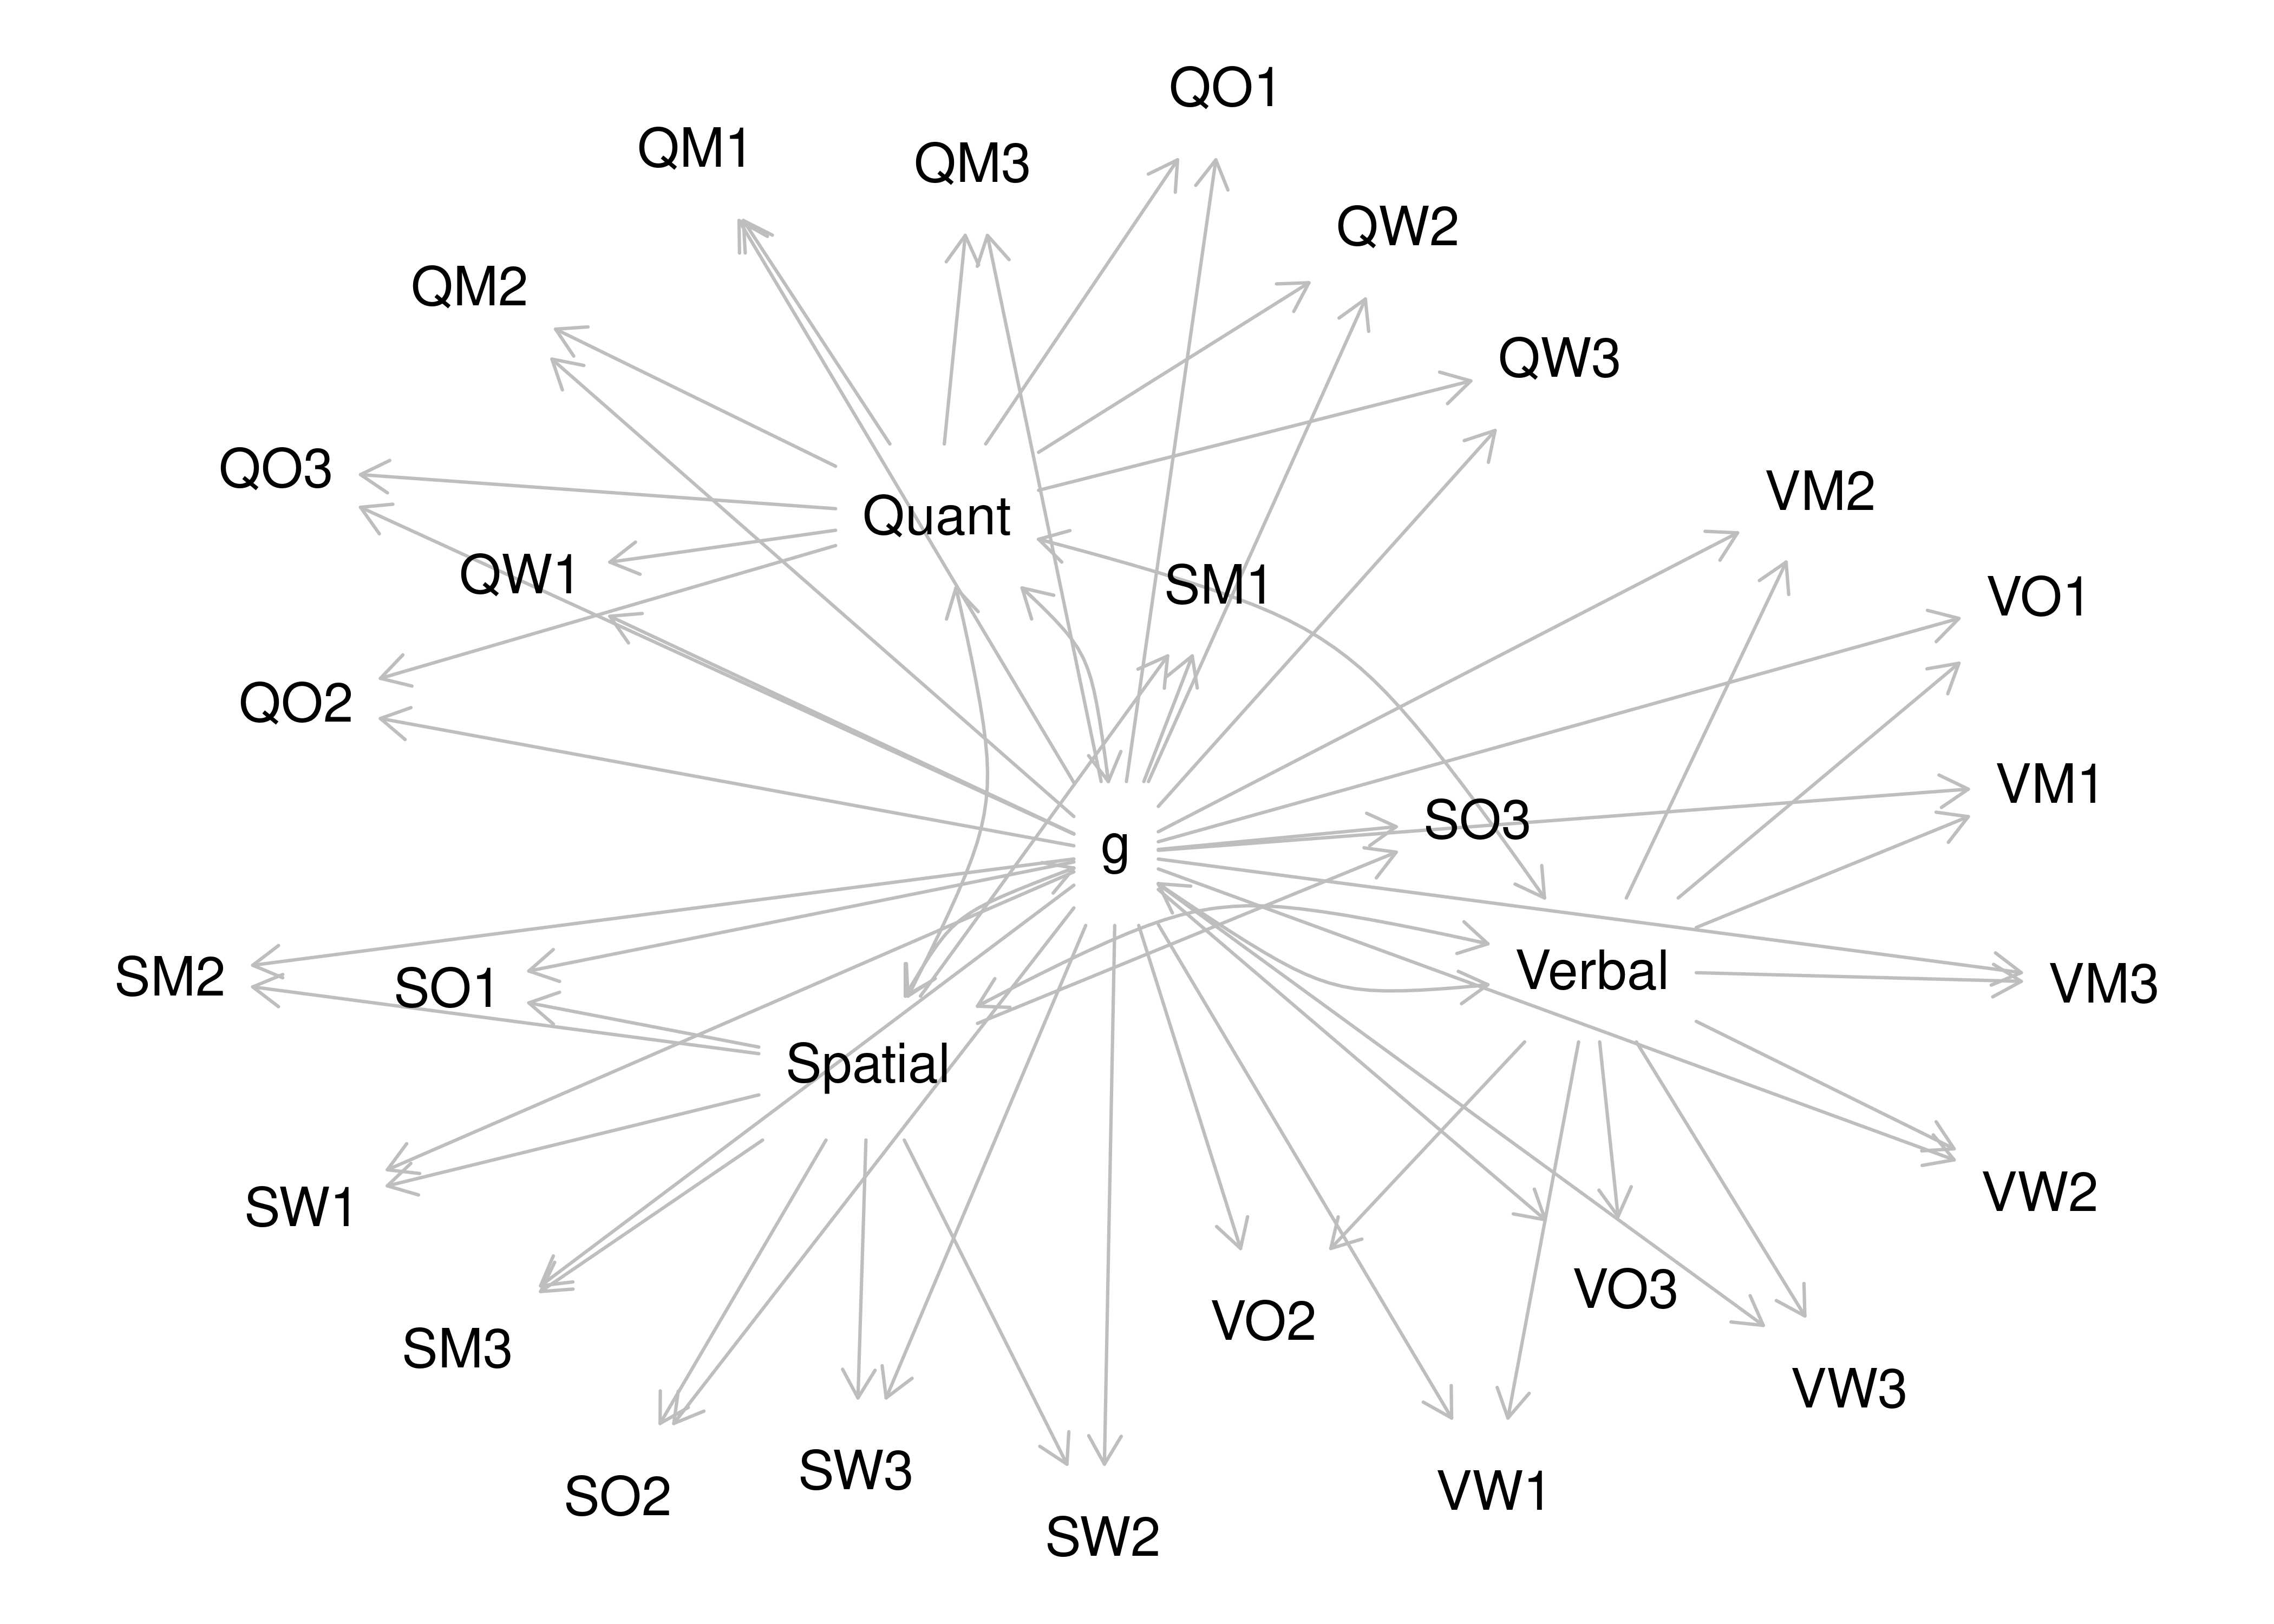 QO1
QM1
QM3
QW2
QM2
QW3
QO3
VM2
Quant
QW1
SM1
VO1
QO2
VM1
SO3
g
Verbal
SM2
SO1
VM3
Spatial
VW2
SW1
VO3
VO2
SM3
VW3
SW3
VW1
SO2
SW2